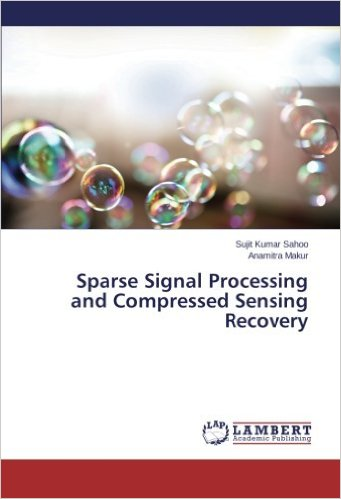 Sujit Kumar Sahoo
Anamitra Makur
Sparse Signal Processing
and Compressed Sensing
Recovery
LAP
LAMBERT
Academic Publishing